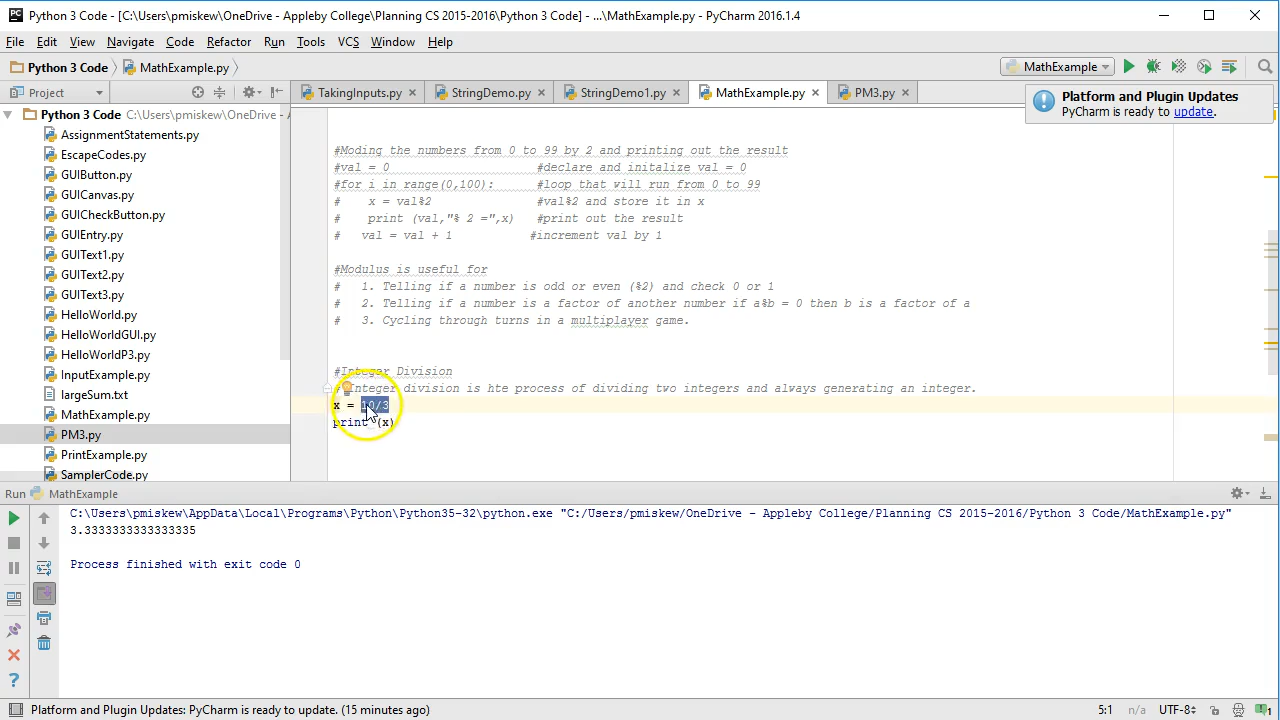 Python 3 Code - [C:\Users\pmiskew\OneDrive - Appleby College\Planning CS 2015-2016\Python 3 Code] - ...\MathExample.py - PyCharm 2016.1.4
File Edit View Navigate Code Refactor Run Tools VCS Window Help
Python 3 Code MathExample.py MathExample
Project TakingInputs.py StringDemo.py StringDemo1.py MathExample.py PM3.py
Platform and Plugin Updates
PyCharm is ready to update.
Python 3 Code C:\Users\pmiskew\OneDrive - A
AssignmentStatements.py
EscapeCodes.py
GUIButton.py
GUICanvas.py
GUICheckButton.py
GUIEntry.py
GUIText1.py
GUIText2.py
GUIText3.py
HelloWorld.py
HelloWorldGUI.py
HelloWorldP3.py
InputExample.py
largeSum.txt
MathExample.py
PM3.py
PrintExample.py
SamplerCode.py
#Moding the numbers from 0 to 99 by 2 and printing out the result
#val = 0 #declare and initalize val = 0
#for i in range(0,100): #loop that will run from 0 to 99
# x = val%2 #val%2 and store it in x
# print (val,"% 2 =",x) #print out the result
# val = val + 1 #increment val by 1
#Modulus is useful for
# 1. Telling if a number is odd or even (%2) and check 0 or 1
# 2. Telling if a number is a factor of another number if a%b = 0 then b is a factor of a
# 3. Cycling through turns in a multiplayer game.
#Integer Division
# Integer division is hte process of dividing two integers and always generating an integer.
x = 10/3
print (x)
Run MathExample
C:\Users\pmiskew\AppData\Local\Programs\Python\Python35-32\python.exe "C:/Users/pmiskew/OneDrive - Appleby College/Planning CS 2015-2016/Python 3 Code/MathExample.py"
3.3333333333333335
Process finished with exit code 0
Platform and Plugin Updates: PyCharm is ready to update. (15 minutes ago) 5:1 n/a UTF-8 1